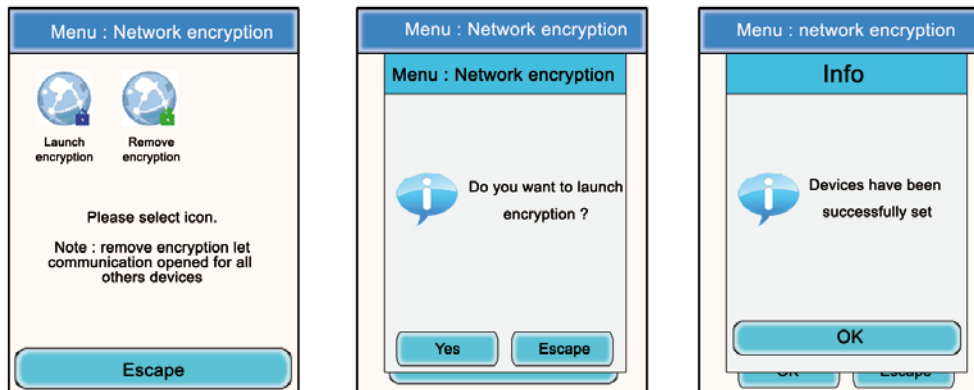 Menu : Network encryption
Launch
encryption
Remove
encryption
Please select icon.
Note : remove encryption let
communication opened for all
others devices
Escape
Menu : Network encryption
Menu : Network encryption
Do you want to launch
encryption ?
Yes
Escape
Menu : network encryption
Info
Devices have been
successfully set
OK
OK
Escape